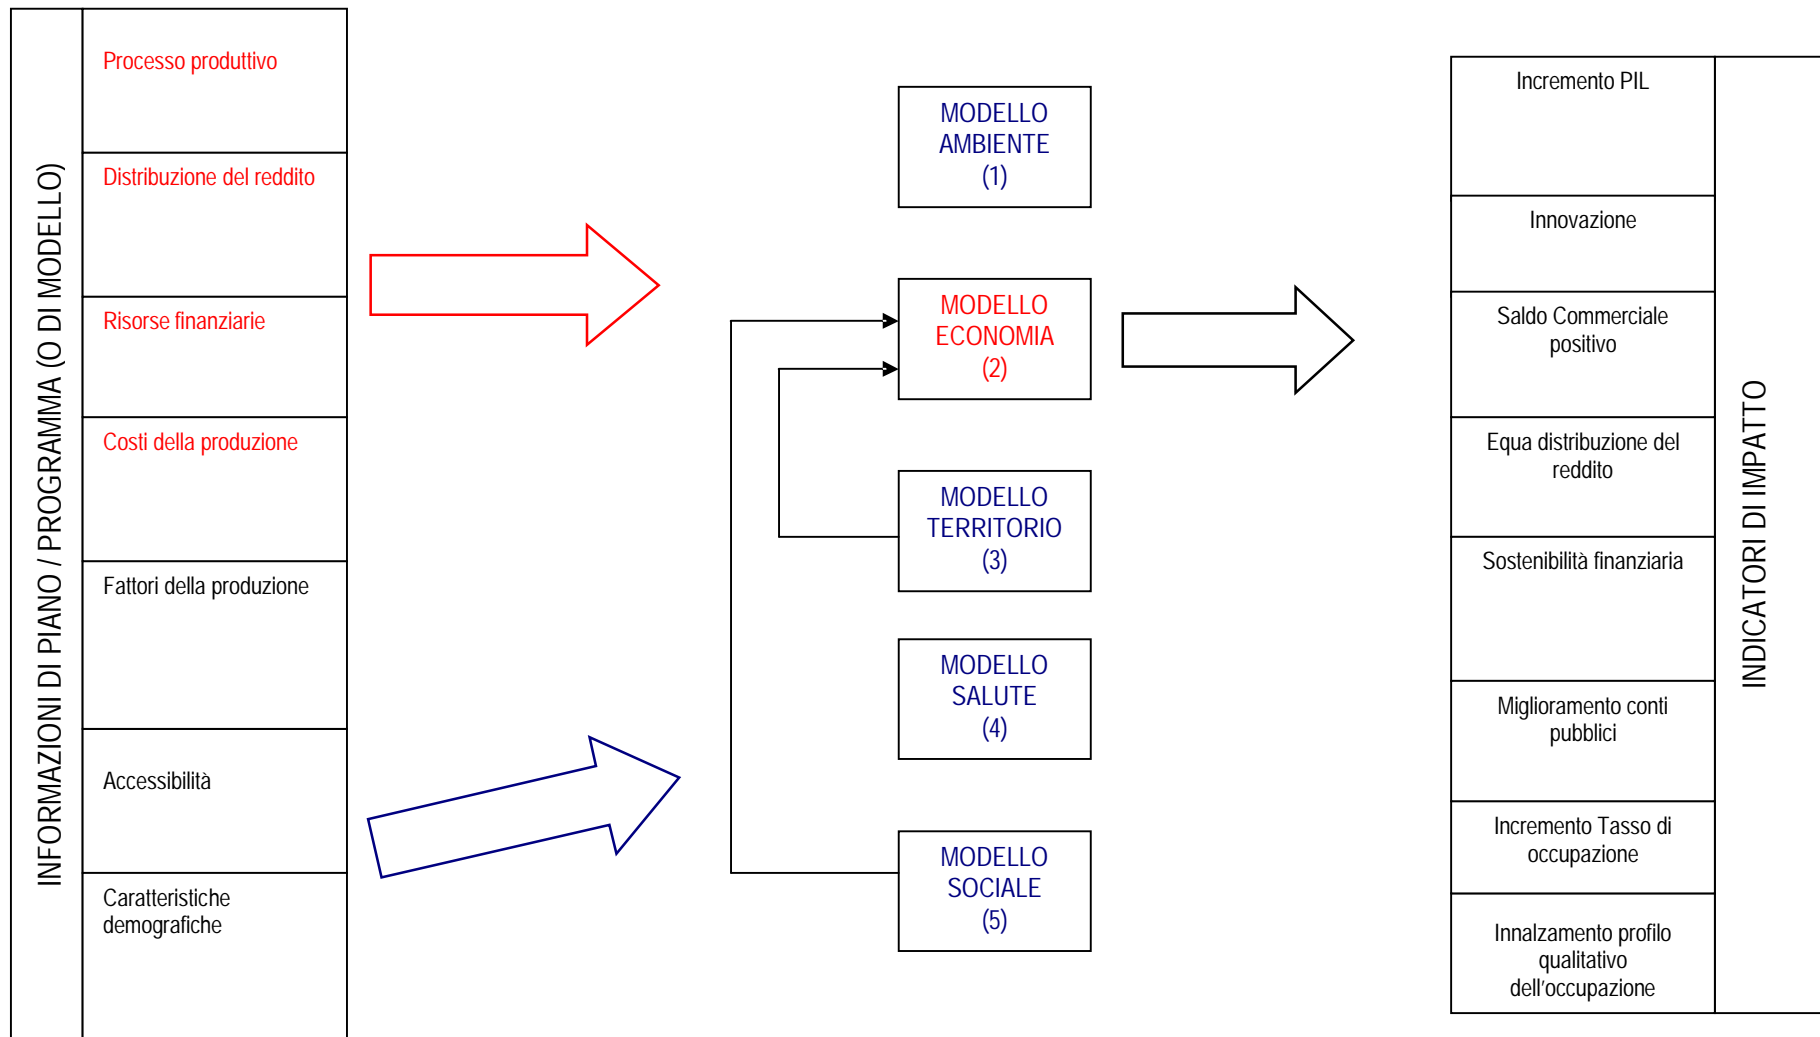 INFORMAZIONI DI PIANO / PROGRAMMA (O DI MODELLO)
Processo produttivo
Distribuzione del reddito
Risorse finanziarie
Costi della produzione
Fattori della produzione
Accessibilità
Caratteristiche
demografiche
MODELLO
AMBIENTE
(1)
MODELLO
ECONOMIA
(2)
MODELLO
TERRITORIO
(3)
MODELLO
SALUTE
(4)
MODELLO
SOCIALE
(5)
Incremento PIL
Innovazione
Saldo Commerciale
positivo
Equa distribuzione del
reddito
Sostenibilità finanziaria
Miglioramento conti
pubblici
Incremento Tasso di
occupazione
Innalzamento profilo
qualitativo
dell'occupazione
INDICATORI DI IMPATTO